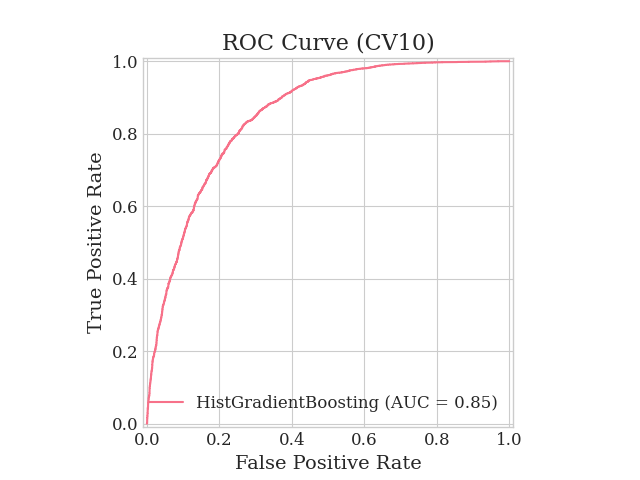 ROC Curve (CV10)
1.0
0.8
0.6
0.4
0.2
0.0
True Positive Rate
HistGradientBoosting (AUC = 0.85)
0.0 0.2 0.4 0.6 0.8 1.0
False Positive Rate